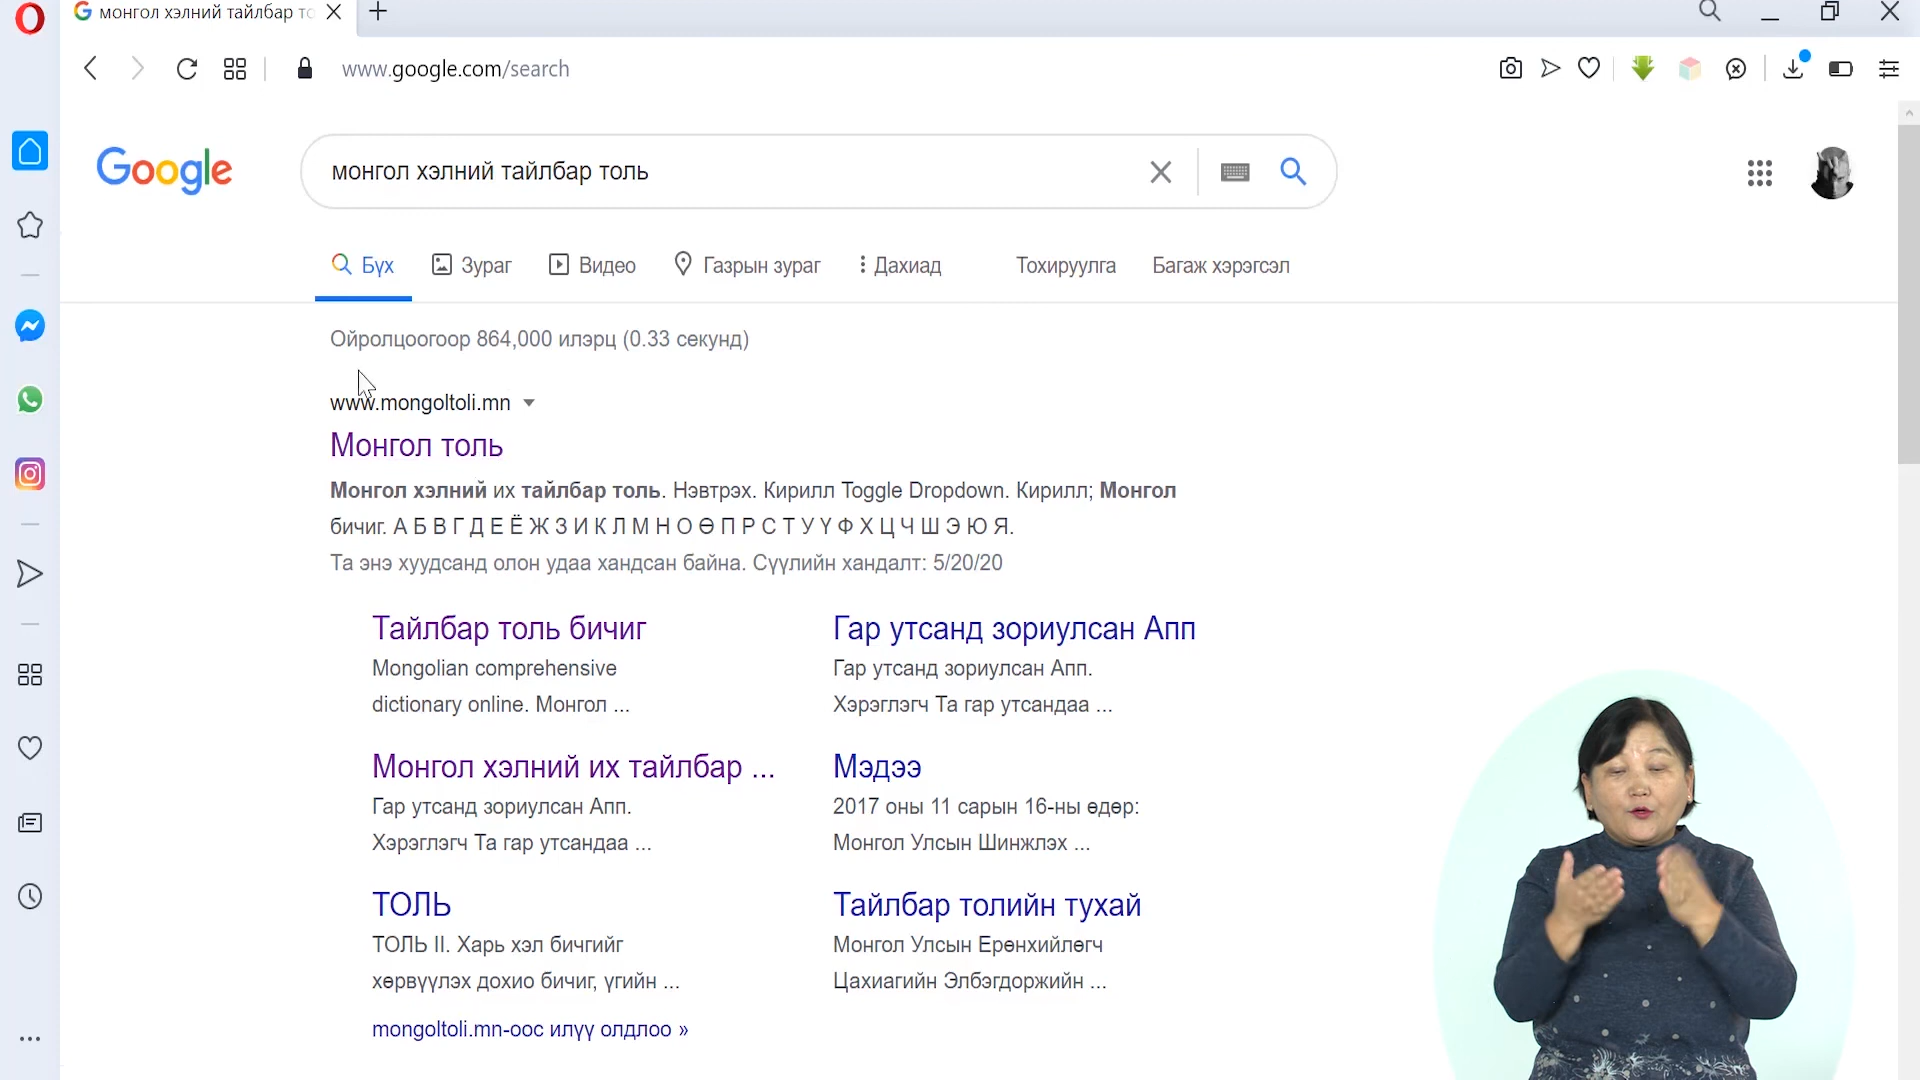 монгол хэлний тайлбар то
www.google.com/search
Google
монгол хэлний тайлбар толь
Бүх Зураг Видео Газрын зураг Дахиад Тохируулга Багаж хэрэгсэл
Ойролцоогоор 864,000 илэрц (0.33 секунд)
www.mongoltoli.mn
Монгол толь
Монгол хэлний их тайлбар толь. Нэвтрэх. Кирилл Toggle Dropdown. Кирилл; Монгол
бичиг. А Б В Г Д Е Ё Ж З И К Л М Н О Ө П Р С Т У Ү Ф Х Ц Ч Ш Э Ю Я.
Та энэ хуудсанд олон удаа хандсан байна. Сүүлийн хандалт: 5/20/20
Тайлбар толь бичиг
Mongolian comprehensive
dictionary online. Монгол ...
Гар утсанд зориулсан Апп
Гар утсанд зориулсан Апп.
Хэрэглэгч Та гар утсандаа ...
Монгол хэлний их тайлбар ...
Гар утсанд зориулсан Апп.
Хэрэглэгч Та гар утсандаа ...
Мэдээ
2017 оны 11 сарын 16-ны өдөр:
Монгол Улсын Шинжлэх ...
ТОЛЬ
ТОЛЬ II. Харь хэл бичгийг
хөрвүүлэх дохио бичиг, үгийн ...
Тайлбар толийн тухай
Монгол Улсын Ерөнхийлөгч
Цахиагийн Элбэгдоржийн ...
mongoltoli.mn-оос илүү олдлоо »